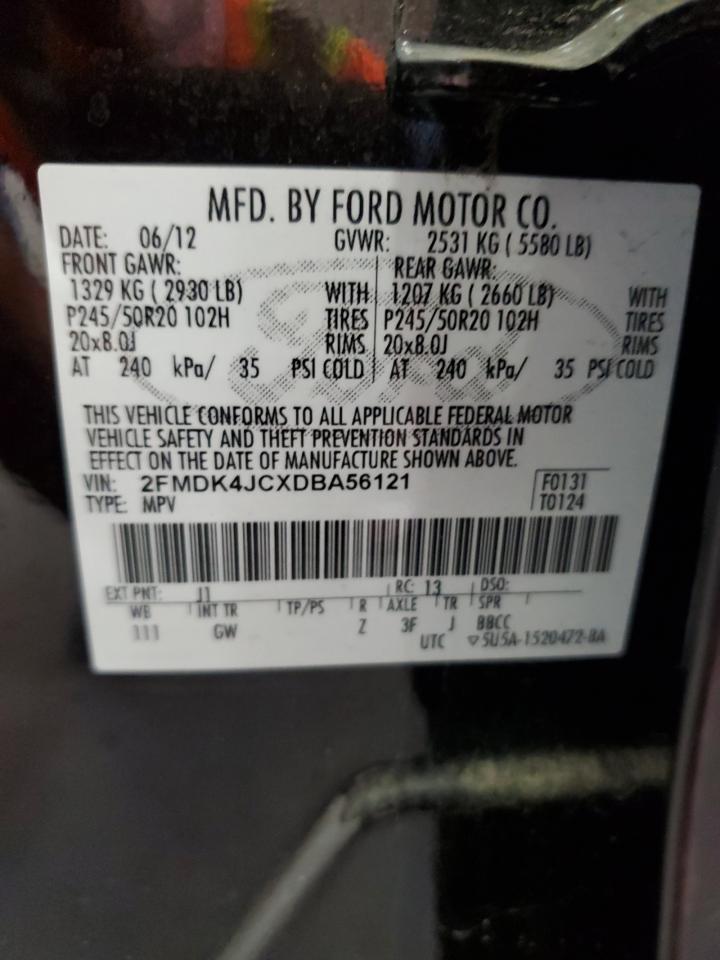 MFD. BY FORD MOTOR CO.
DATE: 06/12 GVWR: 2531 KG ( 5580 LB)
FRONT GAWR: REAR GAWR:
1329 KG ( 2930 LB) WITH 1207 KG ( 2660 LB) WITH
P245/50R20 102H TIRES P245/50R20 102H TIRES
20x8.0J RIMS 20x8.0J RIMS
AT 240 kPa/ 35 PSI COLD AT 240 kPa/ 35 PSI COLD
THIS VEHICLE CONFORMS TO ALL APPLICABLE FEDERAL MOTOR
VEHICLE SAFETY AND THEFT PREVENTION STANDARDS IN
EFFECT ON THE DATE OF MANUFACTURE SHOWN ABOVE.
VIN: 2FMDK4JCXDBA56121 F0131
TYPE: MPV T0124
EXT PNT: J1 RC: 13 DSO:
WB INT TR TP/PS R AXLE TR SPR
111 GW Z 3F J BBCC
UTC ▽5U5A-1520472-BA